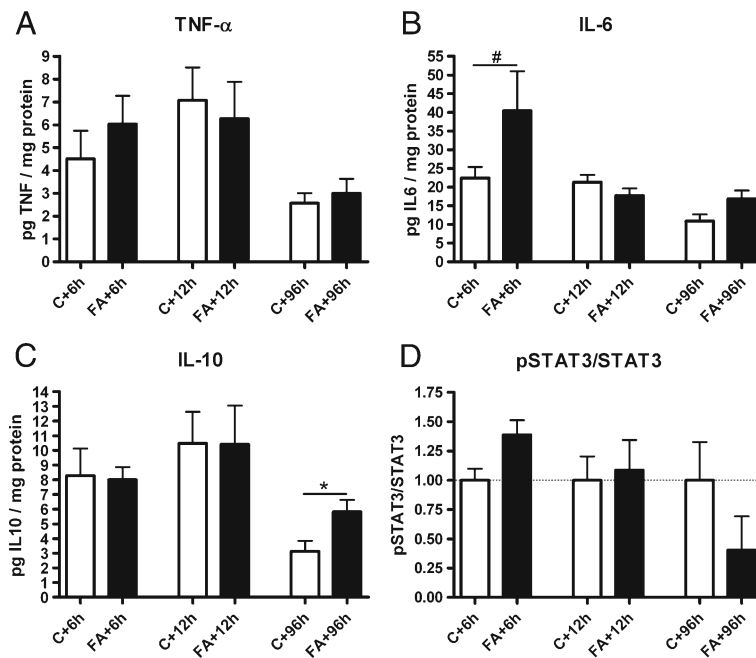 A
TNF-α
pg TNF / mg protein
9
8
7
6
5
4
3
2
1
0
C+6h
FA+6h
C+12h
FA+12h
C+96h
FA+96h
B
IL-6
pg IL6 / mg protein
55
50
45
40
35
30
25
20
15
10
5
0
#
C+6h
FA+6h
C+12h
FA+12h
C+96h
FA+96h
C
IL-10
pg IL10 / mg protein
14
13
12
11
10
9
8
7
6
5
4
3
2
1
0
*
C+6h
FA+6h
C+12h
FA+12h
C+96h
FA+96h
D
pSTAT3/STAT3
pSTAT3/STAT3
1.75
1.50
1.25
1.00
0.75
0.50
0.25
0.00
C+6h
FA+6h
C+12h
FA+12h
C+96h
FA+96h